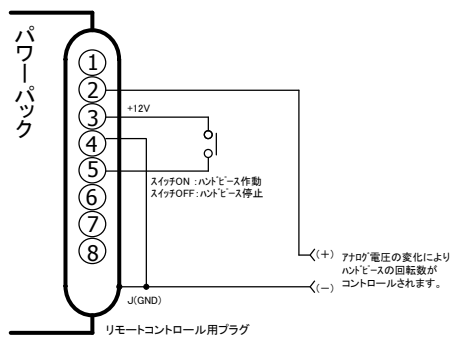 パワーパック
1
2
3
4
5
6
7
8
+12V
スイッチON：ハンドピース作動
スイッチOFF：ハンドピース停止
(+)
アナログ電圧の変化により
ハンドピースの回転数が
コントロールされます。
(−)
J(GND)
リモートコントロール用プラグ